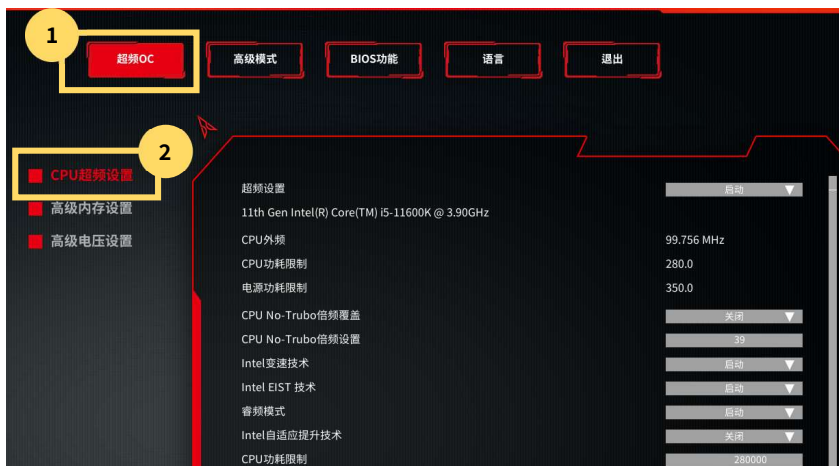 1
超频OC 高级模式 BIOS功能 语言 退出
2
CPU超频设置
高级内存设置
高级电压设置
超频设置 启动
11th Gen Intel(R) Core(TM) i5-11600K @ 3.90GHz
CPU外频 99.756 MHz
CPU功耗限制 280.0
电源功耗限制 350.0
CPU No-Trubo倍频覆盖 关闭
CPU No-Trubo倍频设置 39
Intel变速技术 启动
Intel EIST 技术 启动
睿频模式 启动
Intel自适应提升技术 关闭
CPU功耗限制 280000